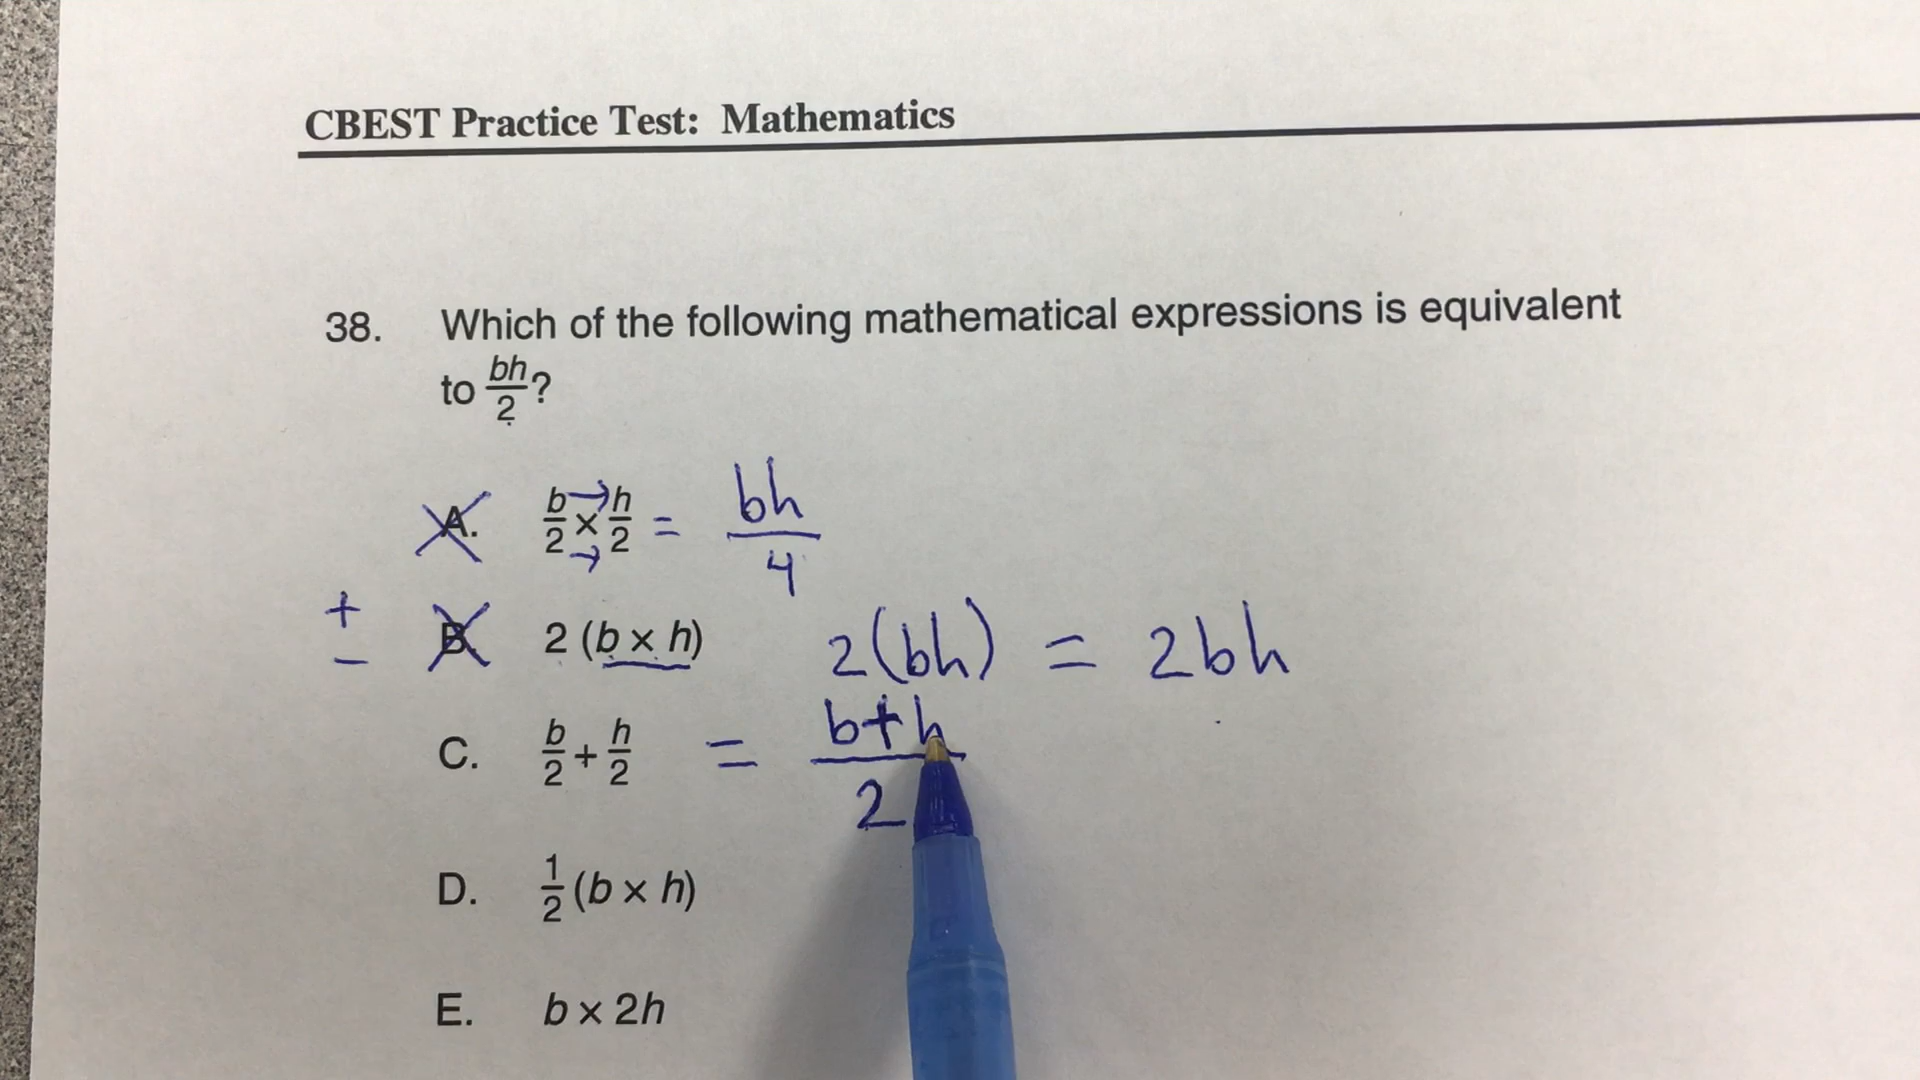 CBEST Practice Test: Mathematics
38. Which of the following mathematical expressions is equivalent
to bh/2?
A. b/2 × h/2 = bh/4
+
− B. 2 (b × h) 2(bh) = 2bh
C. b/2 + h/2 = b+h/2
D. 1/2 (b × h)
E. b × 2h